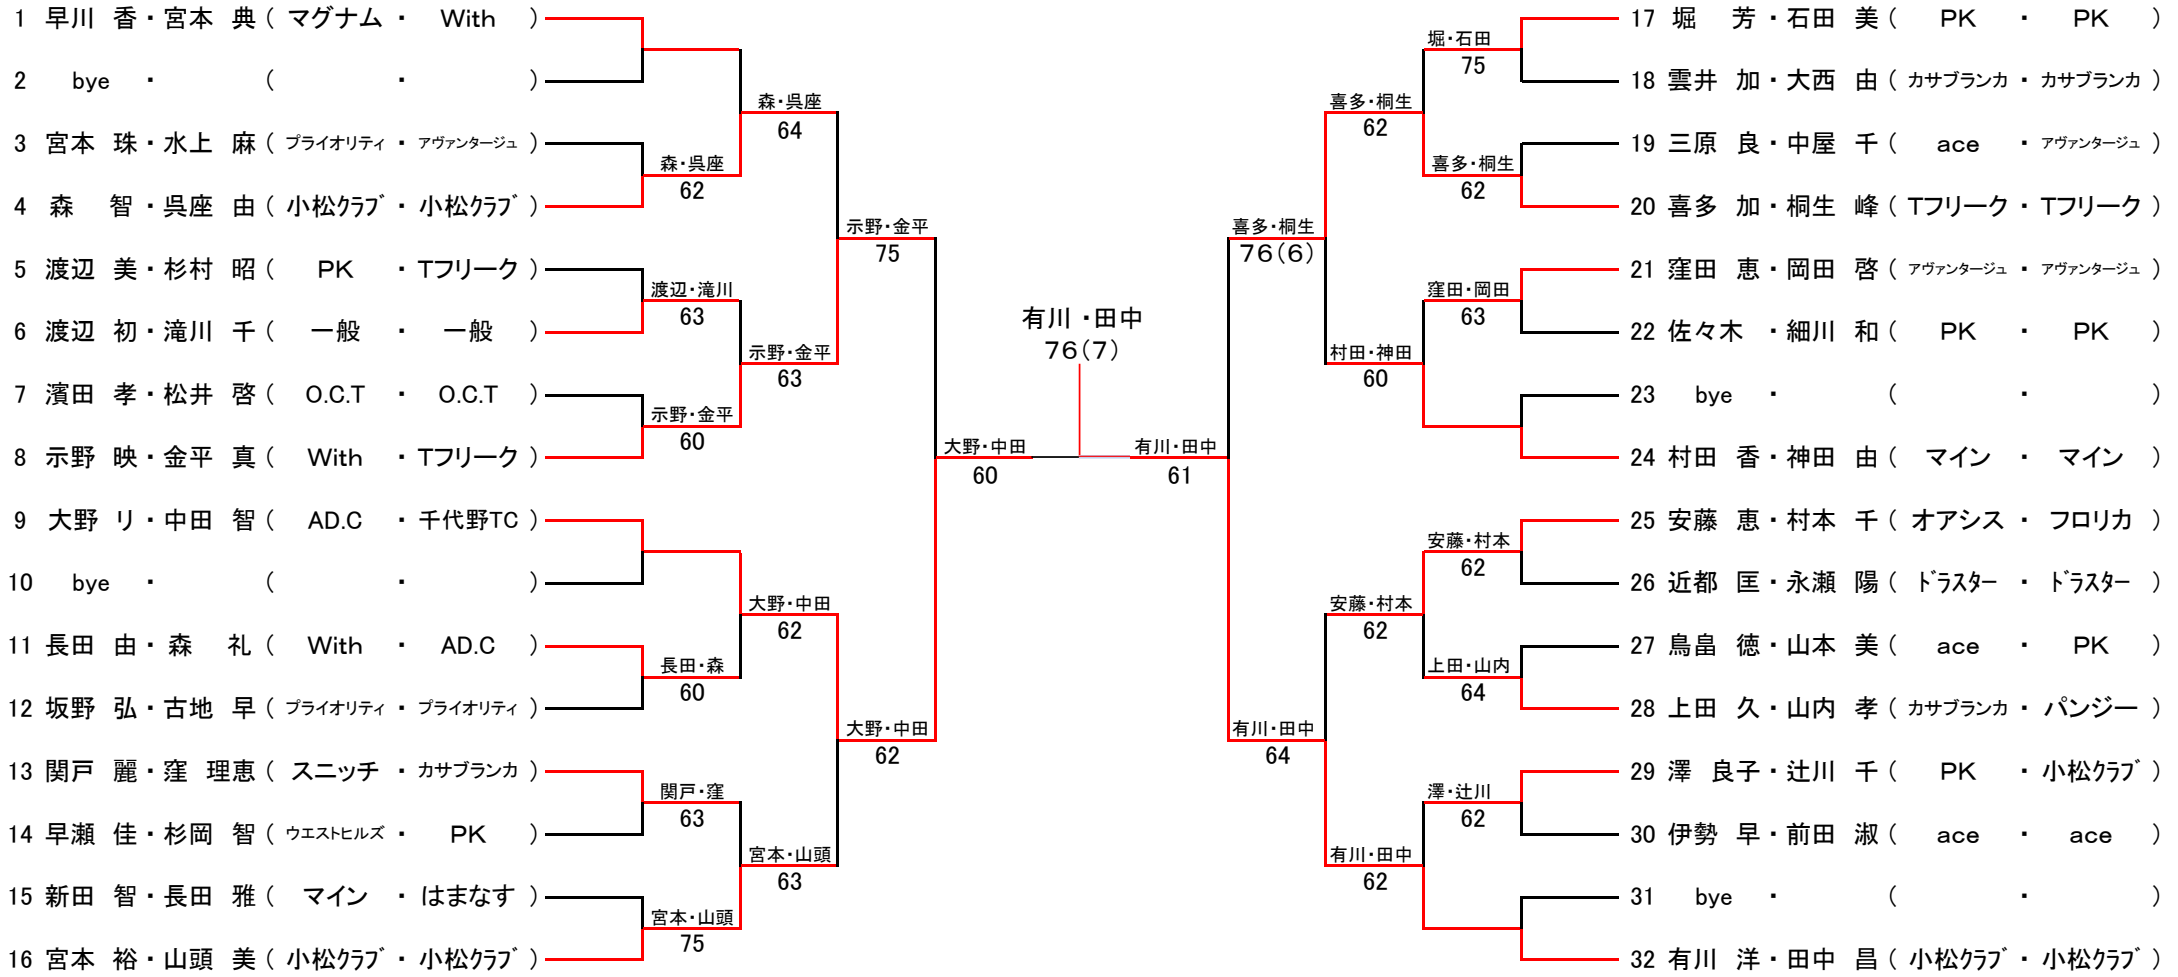 1 早川 香・宮本 典 ( マグナム ・ With )
2 bye ・ ( ・ )
3 宮本 珠・水上 麻 ( プライオリティ ・ アヴァンタージュ )
4 森 智・呉座 由 ( 小松クラブ ・ 小松クラブ )
5 渡辺 美・杉村 昭 ( PK ・ Tフリーク )
6 渡辺 初・滝川 千 ( 一般 ・ 一般 )
7 濱田 孝・松井 啓 ( O.C.T ・ O.C.T )
8 示野 映・金平 真 ( With ・ Tフリーク )
9 大野 リ・中田 智 ( AD.C ・ 千代野TC )
10 bye ・ ( ・ )
11 長田 由・森 礼 ( With ・ AD.C )
12 坂野 弘・古地 早 ( プライオリティ ・ プライオリティ )
13 関戸 麗・窪 理恵 ( スニッチ ・ カサブランカ )
14 早瀬 佳・杉岡 智 ( ウエストヒルズ ・ PK )
15 新田 智・長田 雅 ( マイン ・ はまなす )
16 宮本 裕・山頭 美 ( 小松クラブ ・ 小松クラブ )
森・呉座
62
渡辺・滝川
63
示野・金平
60
長田・森
60
関戸・窪
63
宮本・山頭
75
森・呉座
64
示野・金平
63
大野・中田
62
宮本・山頭
63
示野・金平
75
大野・中田
62
大野・中田
60
有川 ・田中
76(7)
有川・田中
61
喜多・桐生
76(6)
有川・田中
64
喜多・桐生
62
村田・神田
60
安藤・村本
62
有川・田中
62
堀・石田
75
喜多・桐生
62
窪田・岡田
63
安藤・村本
62
上田・山内
64
澤・辻川
62
17 堀 芳・石田 美 ( PK ・ PK )
18 雲井 加・大西 由 ( カサブランカ ・ カサブランカ )
19 三原 良・中屋 千 ( ace ・ アヴァンタージュ )
20 喜多 加・桐生 峰 ( Tフリーク ・ Tフリーク )
21 窪田 恵・岡田 啓 ( アヴァンタージュ ・ アヴァンタージュ )
22 佐々木 ・細川 和 ( PK ・ PK )
23 bye ・ ( ・ )
24 村田 香・神田 由 ( マイン ・ マイン )
25 安藤 恵・村本 千 ( オアシス ・ フロリカ )
26 近都 匡・永瀬 陽 ( ドラスター ・ ドラスター )
27 鳥畠 徳・山本 美 ( ace ・ PK )
28 上田 久・山内 孝 ( カサブランカ ・ パンジー )
29 澤 良子・辻川 千 ( PK ・ 小松クラブ )
30 伊勢 早・前田 淑 ( ace ・ ace )
31 bye ・ ( ・ )
32 有川 洋・田中 昌 ( 小松クラブ ・ 小松クラブ )